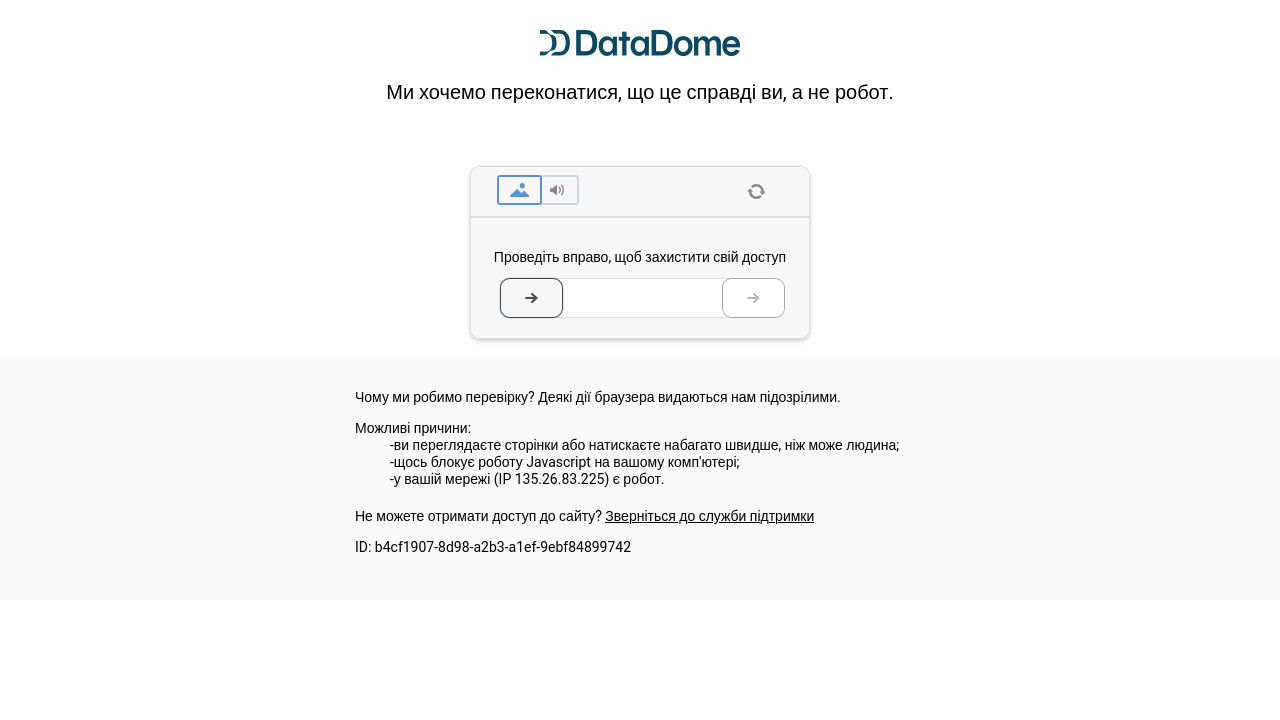 DataDome
Ми хочемо переконатися, що це справді ви, а не робот.
Проведіть вправо, щоб захистити свій доступ
Чому ми робимо перевірку? Деякі дії браузера видаються нам підозрілими.
Можливі причини:
-ви переглядаєте сторінки або натискаєте набагато швидше, ніж може людина;
-щось блокує роботу Javascript на вашому комп'ютері;
-у вашій мережі (IP 135.26.83.225) є робот.
Не можете отримати доступ до сайту? Зверніться до служби підтримки
ID: b4cf1907-8d98-a2b3-a1ef-9ebf84899742